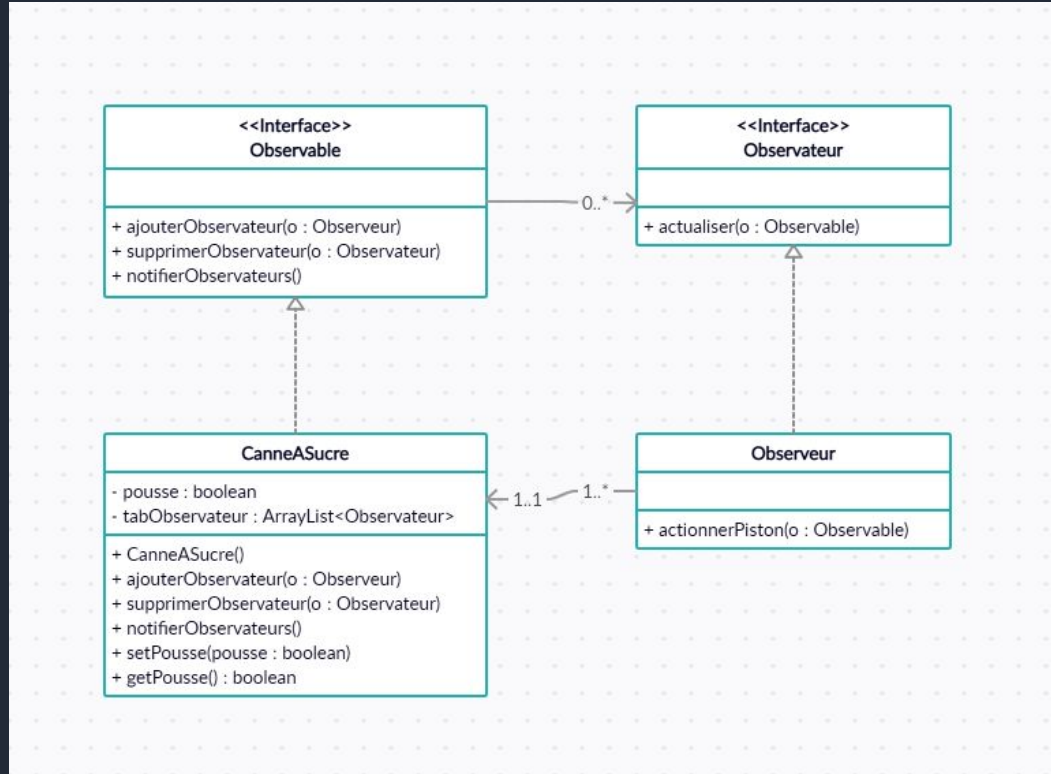 <<Interface>>
Observable
+ ajouterObservateur(o : Observeur)
+ supprimerObservateur(o : Observateur)
+ notifierObservateurs()
<<Interface>>
Observateur
+ actualiser(o : Observable)
0..*
CanneASucre
- pousse : boolean
- tabObservateur : ArrayList<Observateur>
+ CanneASucre()
+ ajouterObservateur(o : Observeur)
+ supprimerObservateur(o : Observateur)
+ notifierObservateurs()
+ setPousse(pousse : boolean)
+ getPousse() : boolean
1..1
1..*
Observeur
+ actionnerPiston(o : Observable)